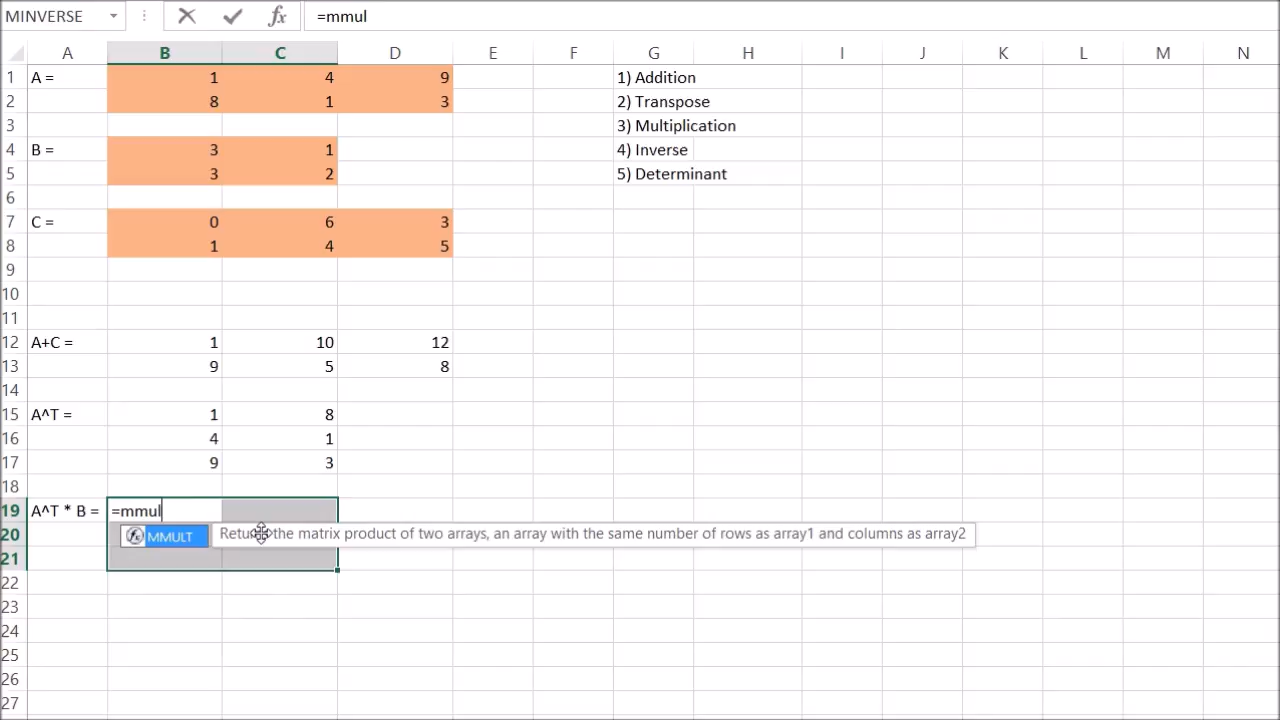 MINVERSE fx =mmul
A B C D E F G H I J K L M N
1 A = 1 4 9 1) Addition
2 8 1 3 2) Transpose
3 3) Multiplication
4 B = 3 1 4) Inverse
5 3 2 5) Determinant
6
7 C = 0 6 3
8 1 4 5
9
10
11
12 A+C = 1 10 12
13 9 5 8
14
15 A^T = 1 8
16 4 1
17 9 3
18
19 A^T * B = =mmul
20 fx MMULT Returns the matrix product of two arrays, an array with the same number of rows as array1 and columns as array2
21
22
23
24
25
26
27